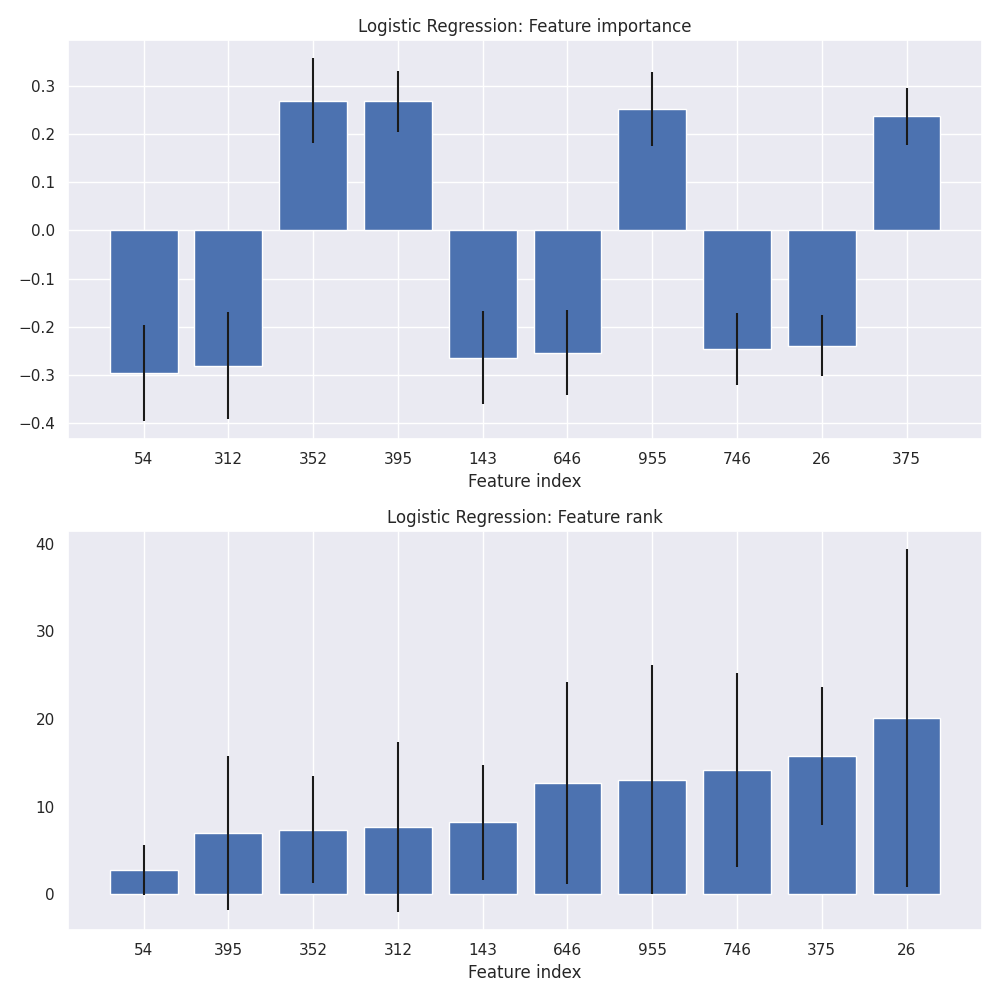 Logistic Regression: Feature importance
0.3
0.2
0.1
0.0
−0.1
−0.2
−0.3
−0.4
54 312 352 395 143 646 955 746 26 375
Feature index
Logistic Regression: Feature rank
40
30
20
10
0
54 395 352 312 143 646 955 746 375 26
Feature index